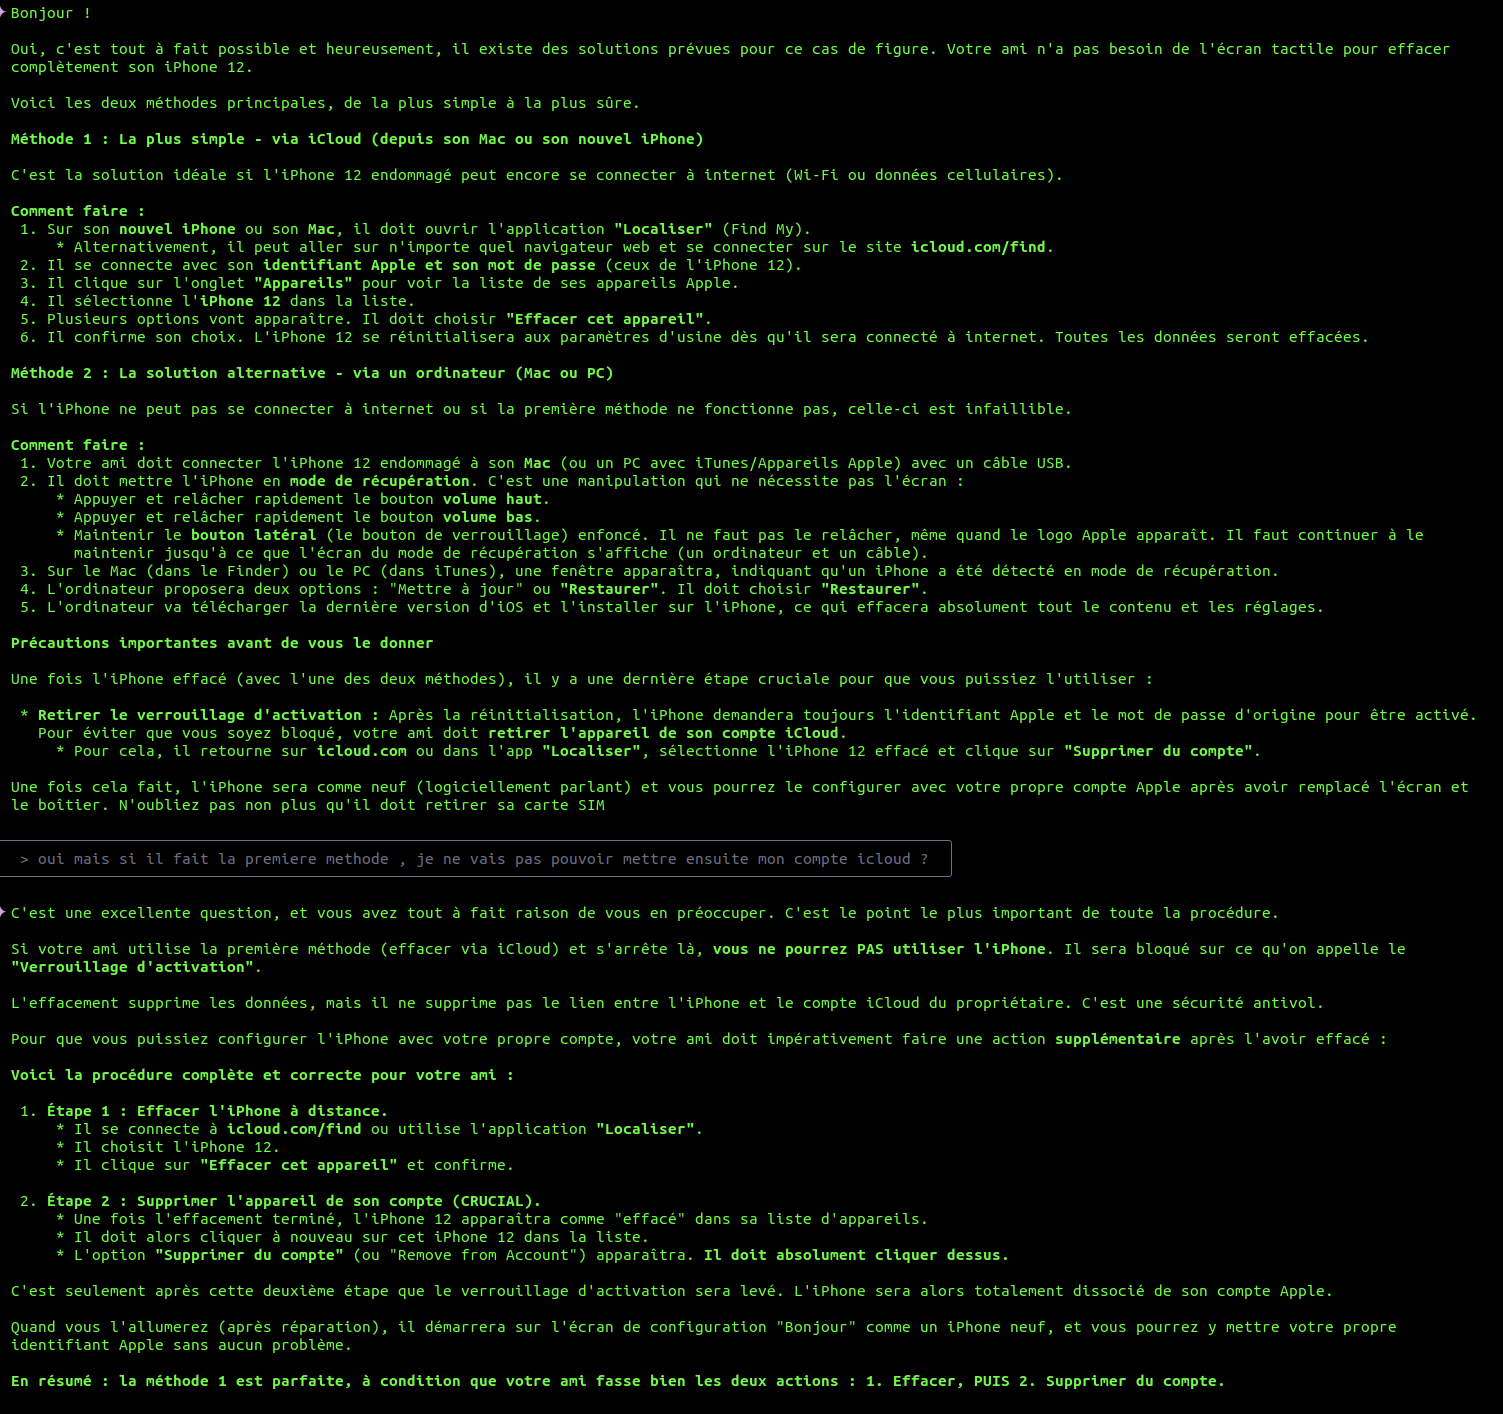 Bonjour !
Oui, c'est tout à fait possible et heureusement, il existe des solutions prévues pour ce cas de figure. Votre ami n'a pas besoin de l'écran tactile pour effacer
complètement son iPhone 12.
Voici les deux méthodes principales, de la plus simple à la plus sûre.
Méthode 1 : La plus simple - via iCloud (depuis son Mac ou son nouvel iPhone)
C'est la solution idéale si l'iPhone 12 endommagé peut encore se connecter à internet (Wi-Fi ou données cellulaires).
Comment faire :
1. Sur son nouvel iPhone ou son Mac, il doit ouvrir l'application "Localiser" (Find My).
* Alternativement, il peut aller sur n'importe quel navigateur web et se connecter sur le site icloud.com/find.
2. Il se connecte avec son identifiant Apple et son mot de passe (ceux de l'iPhone 12).
3. Il clique sur l'onglet "Appareils" pour voir la liste de ses appareils Apple.
4. Il sélectionne l'iPhone 12 dans la liste.
5. Plusieurs options vont apparaître. Il doit choisir "Effacer cet appareil".
6. Il confirme son choix. L'iPhone 12 se réinitialisera aux paramètres d'usine dès qu'il sera connecté à internet. Toutes les données seront effacées.
Méthode 2 : La solution alternative - via un ordinateur (Mac ou PC)
Si l'iPhone ne peut pas se connecter à internet ou si la première méthode ne fonctionne pas, celle-ci est infaillible.
Comment faire :
1. Votre ami doit connecter l'iPhone 12 endommagé à son Mac (ou un PC avec iTunes/Appareils Apple) avec un câble USB.
2. Il doit mettre l'iPhone en mode de récupération. C'est une manipulation qui ne nécessite pas l'écran :
* Appuyer et relâcher rapidement le bouton volume haut.
* Appuyer et relâcher rapidement le bouton volume bas.
* Maintenir le bouton latéral (le bouton de verrouillage) enfoncé. Il ne faut pas le relâcher, même quand le logo Apple apparaît. Il faut continuer à le
maintenir jusqu'à ce que l'écran du mode de récupération s'affiche (un ordinateur et un câble).
3. Sur le Mac (dans le Finder) ou le PC (dans iTunes), une fenêtre apparaîtra, indiquant qu'un iPhone a été détecté en mode de récupération.
4. L'ordinateur proposera deux options : "Mettre à jour" ou "Restaurer". Il doit choisir "Restaurer".
5. L'ordinateur va télécharger la dernière version d'iOS et l'installer sur l'iPhone, ce qui effacera absolument tout le contenu et les réglages.
Précautions importantes avant de vous le donner
Une fois l'iPhone effacé (avec l'une des deux méthodes), il y a une dernière étape cruciale pour que vous puissiez l'utiliser :
* Retirer le verrouillage d'activation : Après la réinitialisation, l'iPhone demandera toujours l'identifiant Apple et le mot de passe d'origine pour être activé.
Pour éviter que vous soyez bloqué, votre ami doit retirer l'appareil de son compte iCloud.
* Pour cela, il retourne sur icloud.com ou dans l'app "Localiser", sélectionne l'iPhone 12 effacé et clique sur "Supprimer du compte".
Une fois cela fait, l'iPhone sera comme neuf (logiciellement parlant) et vous pourrez le configurer avec votre propre compte Apple après avoir remplacé l'écran et
le boîtier. N'oubliez pas non plus qu'il doit retirer sa carte SIM
> oui mais si il fait la premiere methode , je ne vais pas pouvoir mettre ensuite mon compte icloud ?
C'est une excellente question, et vous avez tout à fait raison de vous en préoccuper. C'est le point le plus important de toute la procédure.
Si votre ami utilise la première méthode (effacer via iCloud) et s'arrête là, vous ne pourrez PAS utiliser l'iPhone. Il sera bloqué sur ce qu'on appelle le
"Verrouillage d'activation".
L'effacement supprime les données, mais il ne supprime pas le lien entre l'iPhone et le compte iCloud du propriétaire. C'est une sécurité antivol.
Pour que vous puissiez configurer l'iPhone avec votre propre compte, votre ami doit impérativement faire une action supplémentaire après l'avoir effacé :
Voici la procédure complète et correcte pour votre ami :
1. Étape 1 : Effacer l'iPhone à distance.
* Il se connecte à icloud.com/find ou utilise l'application "Localiser".
* Il choisit l'iPhone 12.
* Il clique sur "Effacer cet appareil" et confirme.
2. Étape 2 : Supprimer l'appareil de son compte (CRUCIAL).
* Une fois l'effacement terminé, l'iPhone 12 apparaîtra comme "effacé" dans sa liste d'appareils.
* Il doit alors cliquer à nouveau sur cet iPhone 12 dans la liste.
* L'option "Supprimer du compte" (ou "Remove from Account") apparaîtra. Il doit absolument cliquer dessus.
C'est seulement après cette deuxième étape que le verrouillage d'activation sera levé. L'iPhone sera alors totalement dissocié de son compte Apple.
Quand vous l'allumerez (après réparation), il démarrera sur l'écran de configuration "Bonjour" comme un iPhone neuf, et vous pourrez y mettre votre propre
identifiant Apple sans aucun problème.
En résumé : la méthode 1 est parfaite, à condition que votre ami fasse bien les deux actions : 1. Effacer, PUIS 2. Supprimer du compte.